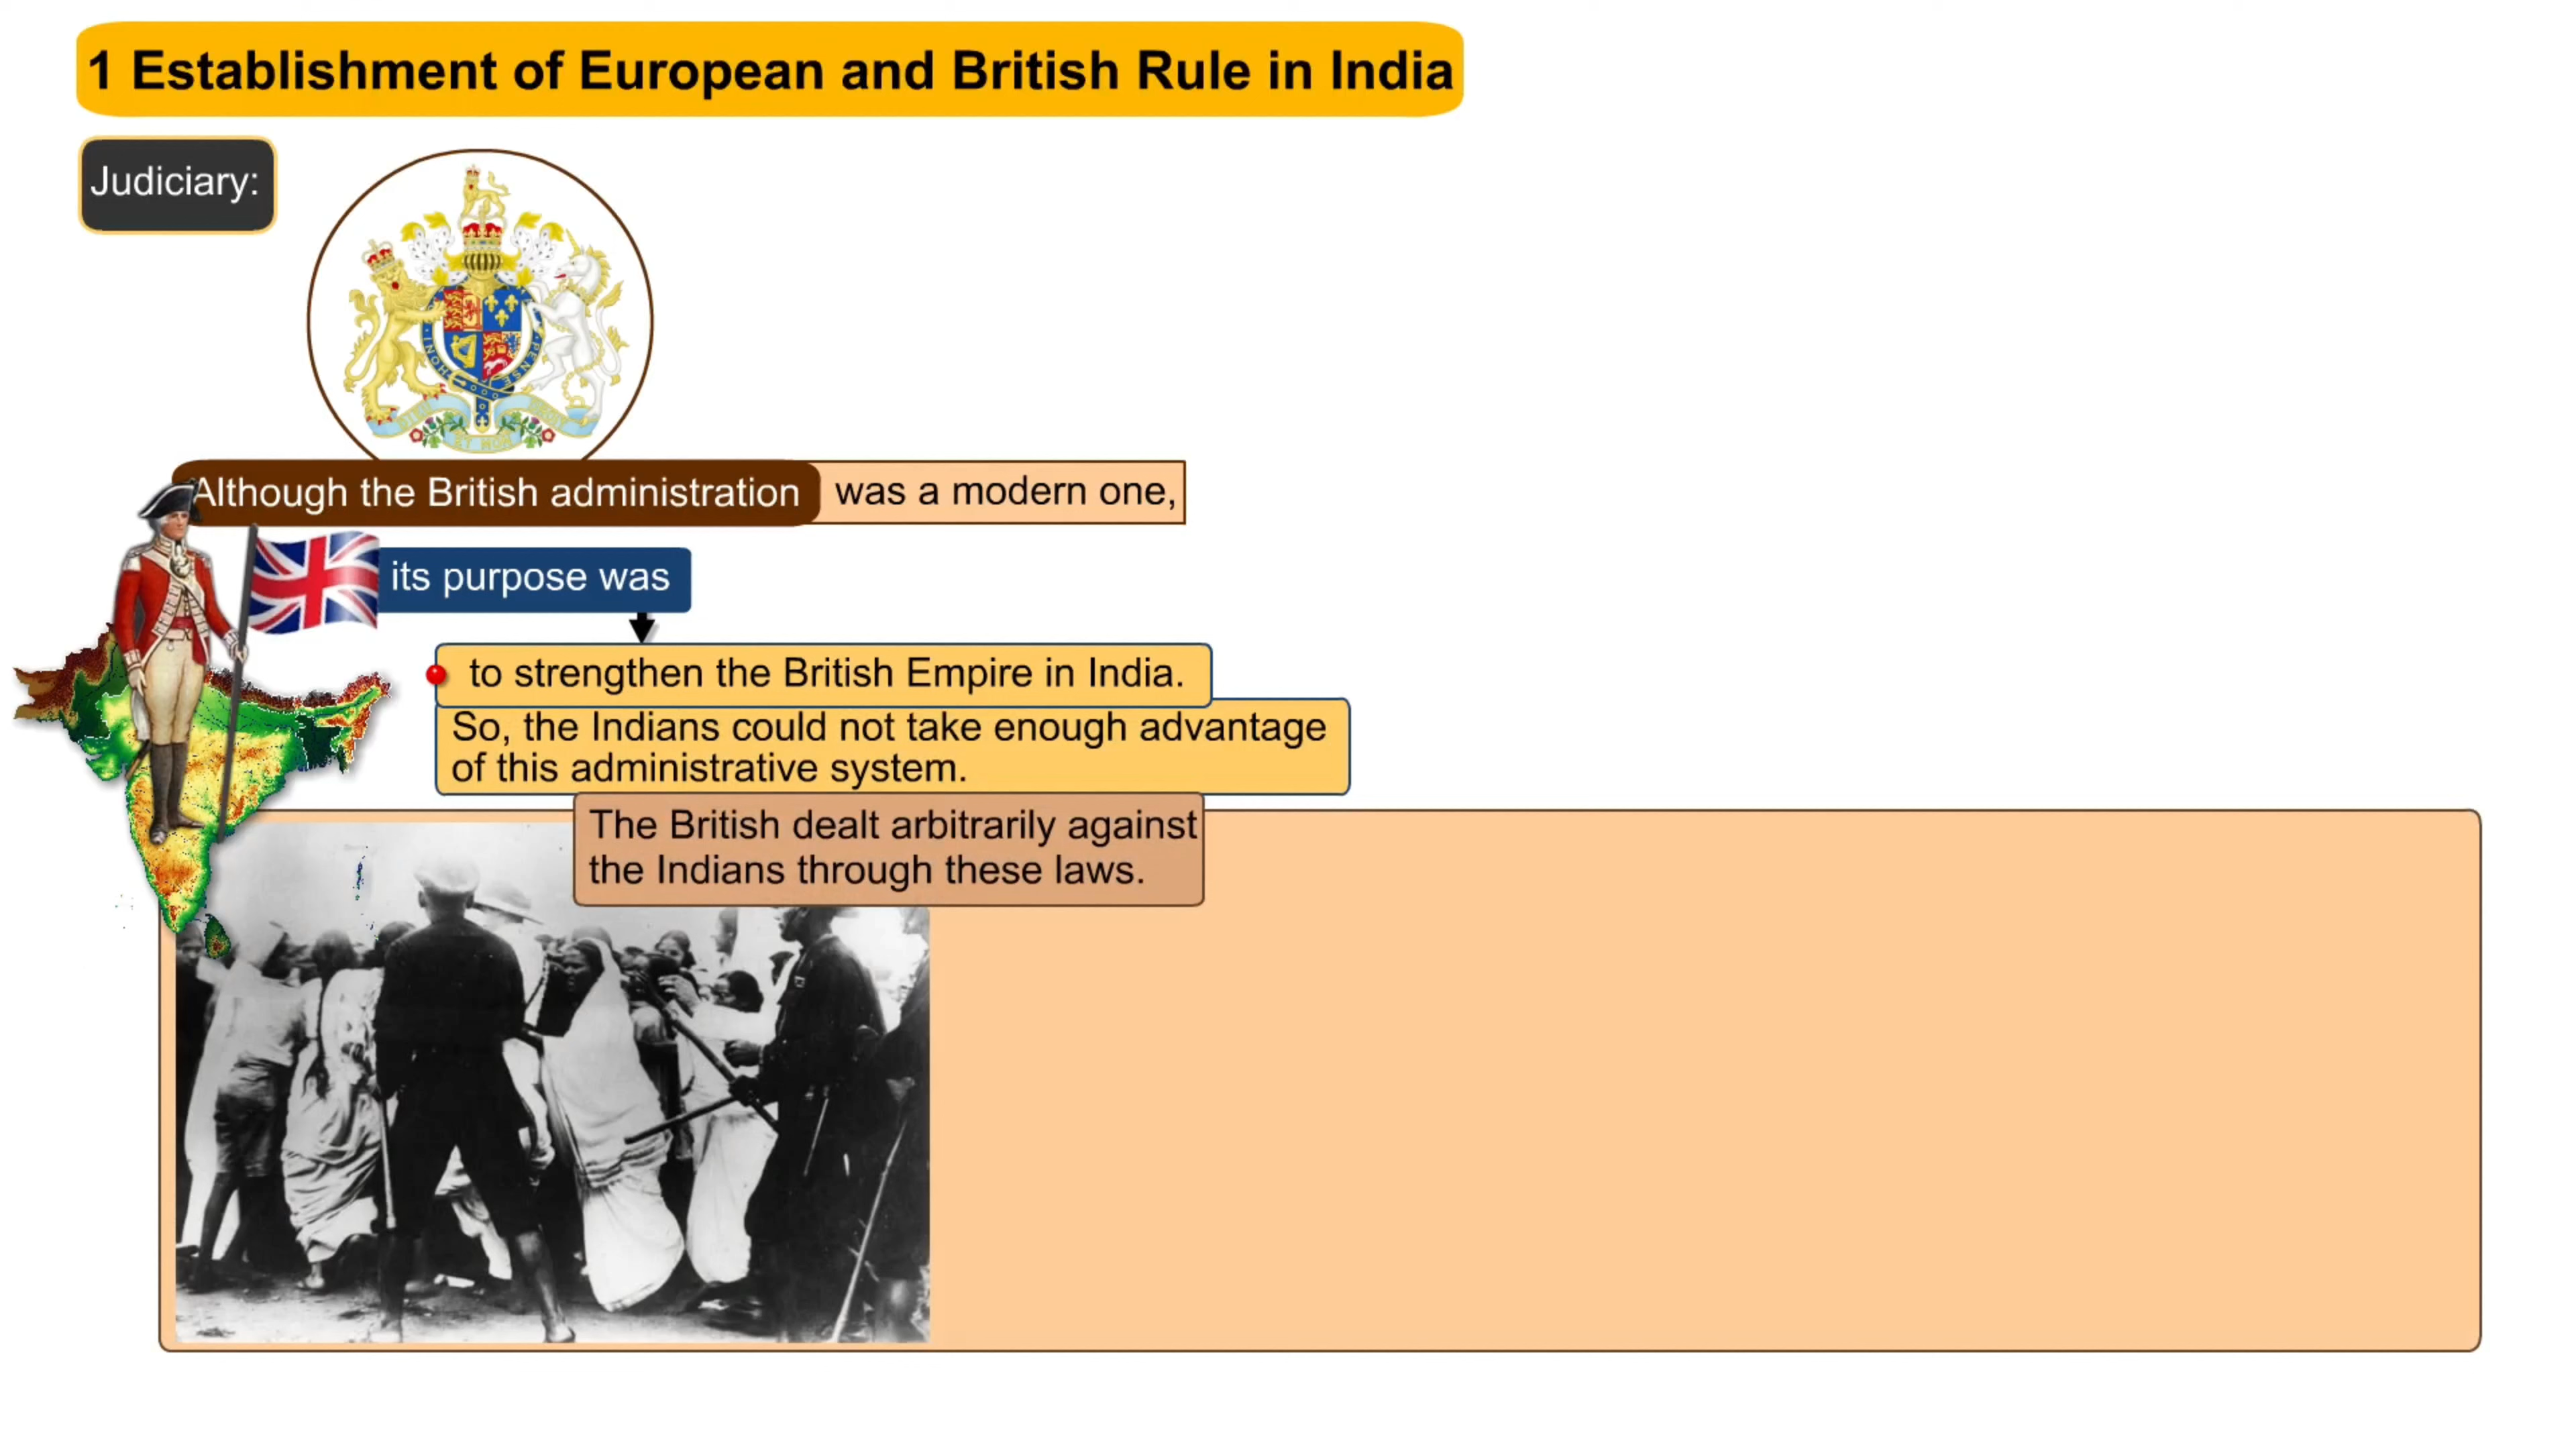 1 Establishment of European and British Rule in India
Judiciary:
Although the British administration was a modern one,
its purpose was
to strengthen the British Empire in India.
So, the Indians could not take enough advantage
of this administrative system.
The British dealt arbitrarily against
the Indians through these laws.